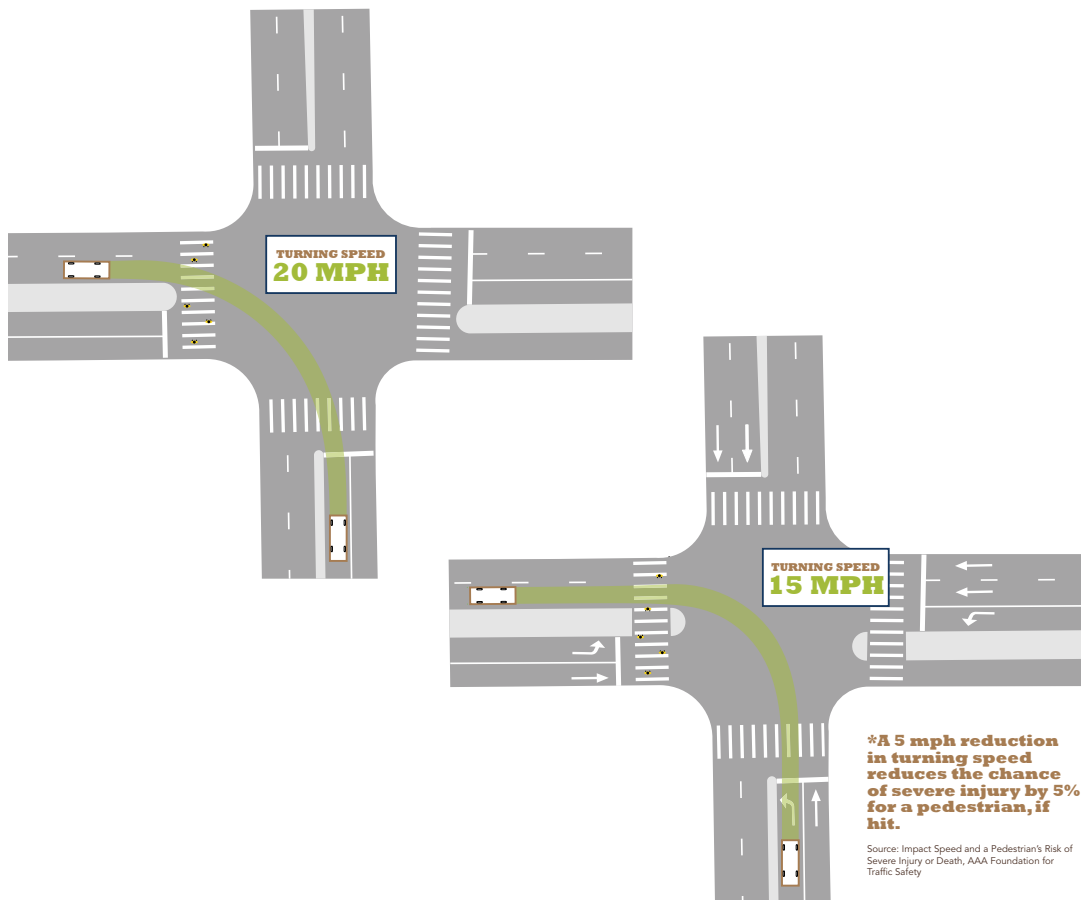 TURNING SPEED
20 MPH
TURNING SPEED
15 MPH
*A 5 mph reduction
in turning speed
reduces the chance
of severe injury by 5%
for a pedestrian, if
hit.
Source: Impact Speed and a Pedestrian's Risk of
Severe Injury or Death, AAA Foundation for
Traffic Safety